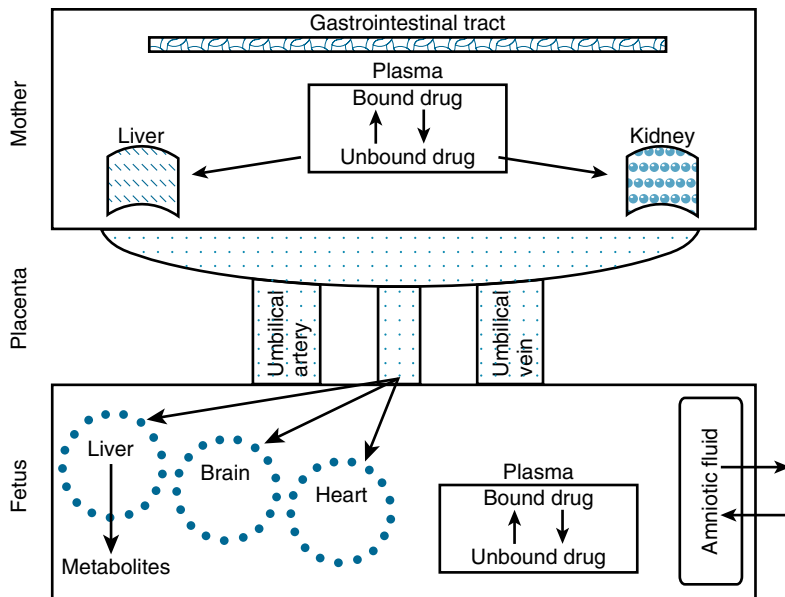 Gastrointestinal tract
Plasma
Bound drug
Unbound drug
Mother
Liver
Kidney
Placenta
Umbilical
artery
Umbilical
vein
Fetus
Liver
Metabolites
Brain
Heart
Plasma
Bound drug
Unbound drug
Amniotic fluid